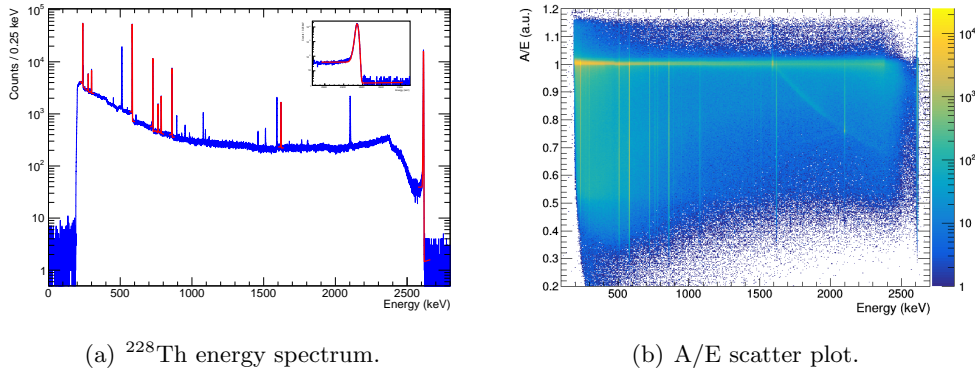 Counts / 0.25 keV
10⁵
10⁴
10³
10²
10
1
0 500 1000 1500 2000 2500
Energy (keV)
(a) ²²⁸Th energy spectrum.
A/E (a.u.)
1.2
1.1
1
0.9
0.8
0.7
0.6
0.5
0.4
0.3
0.2
500 1000 1500 2000 2500
Energy (keV)
10⁴
10³
10²
10
1
(b) A/E scatter plot.